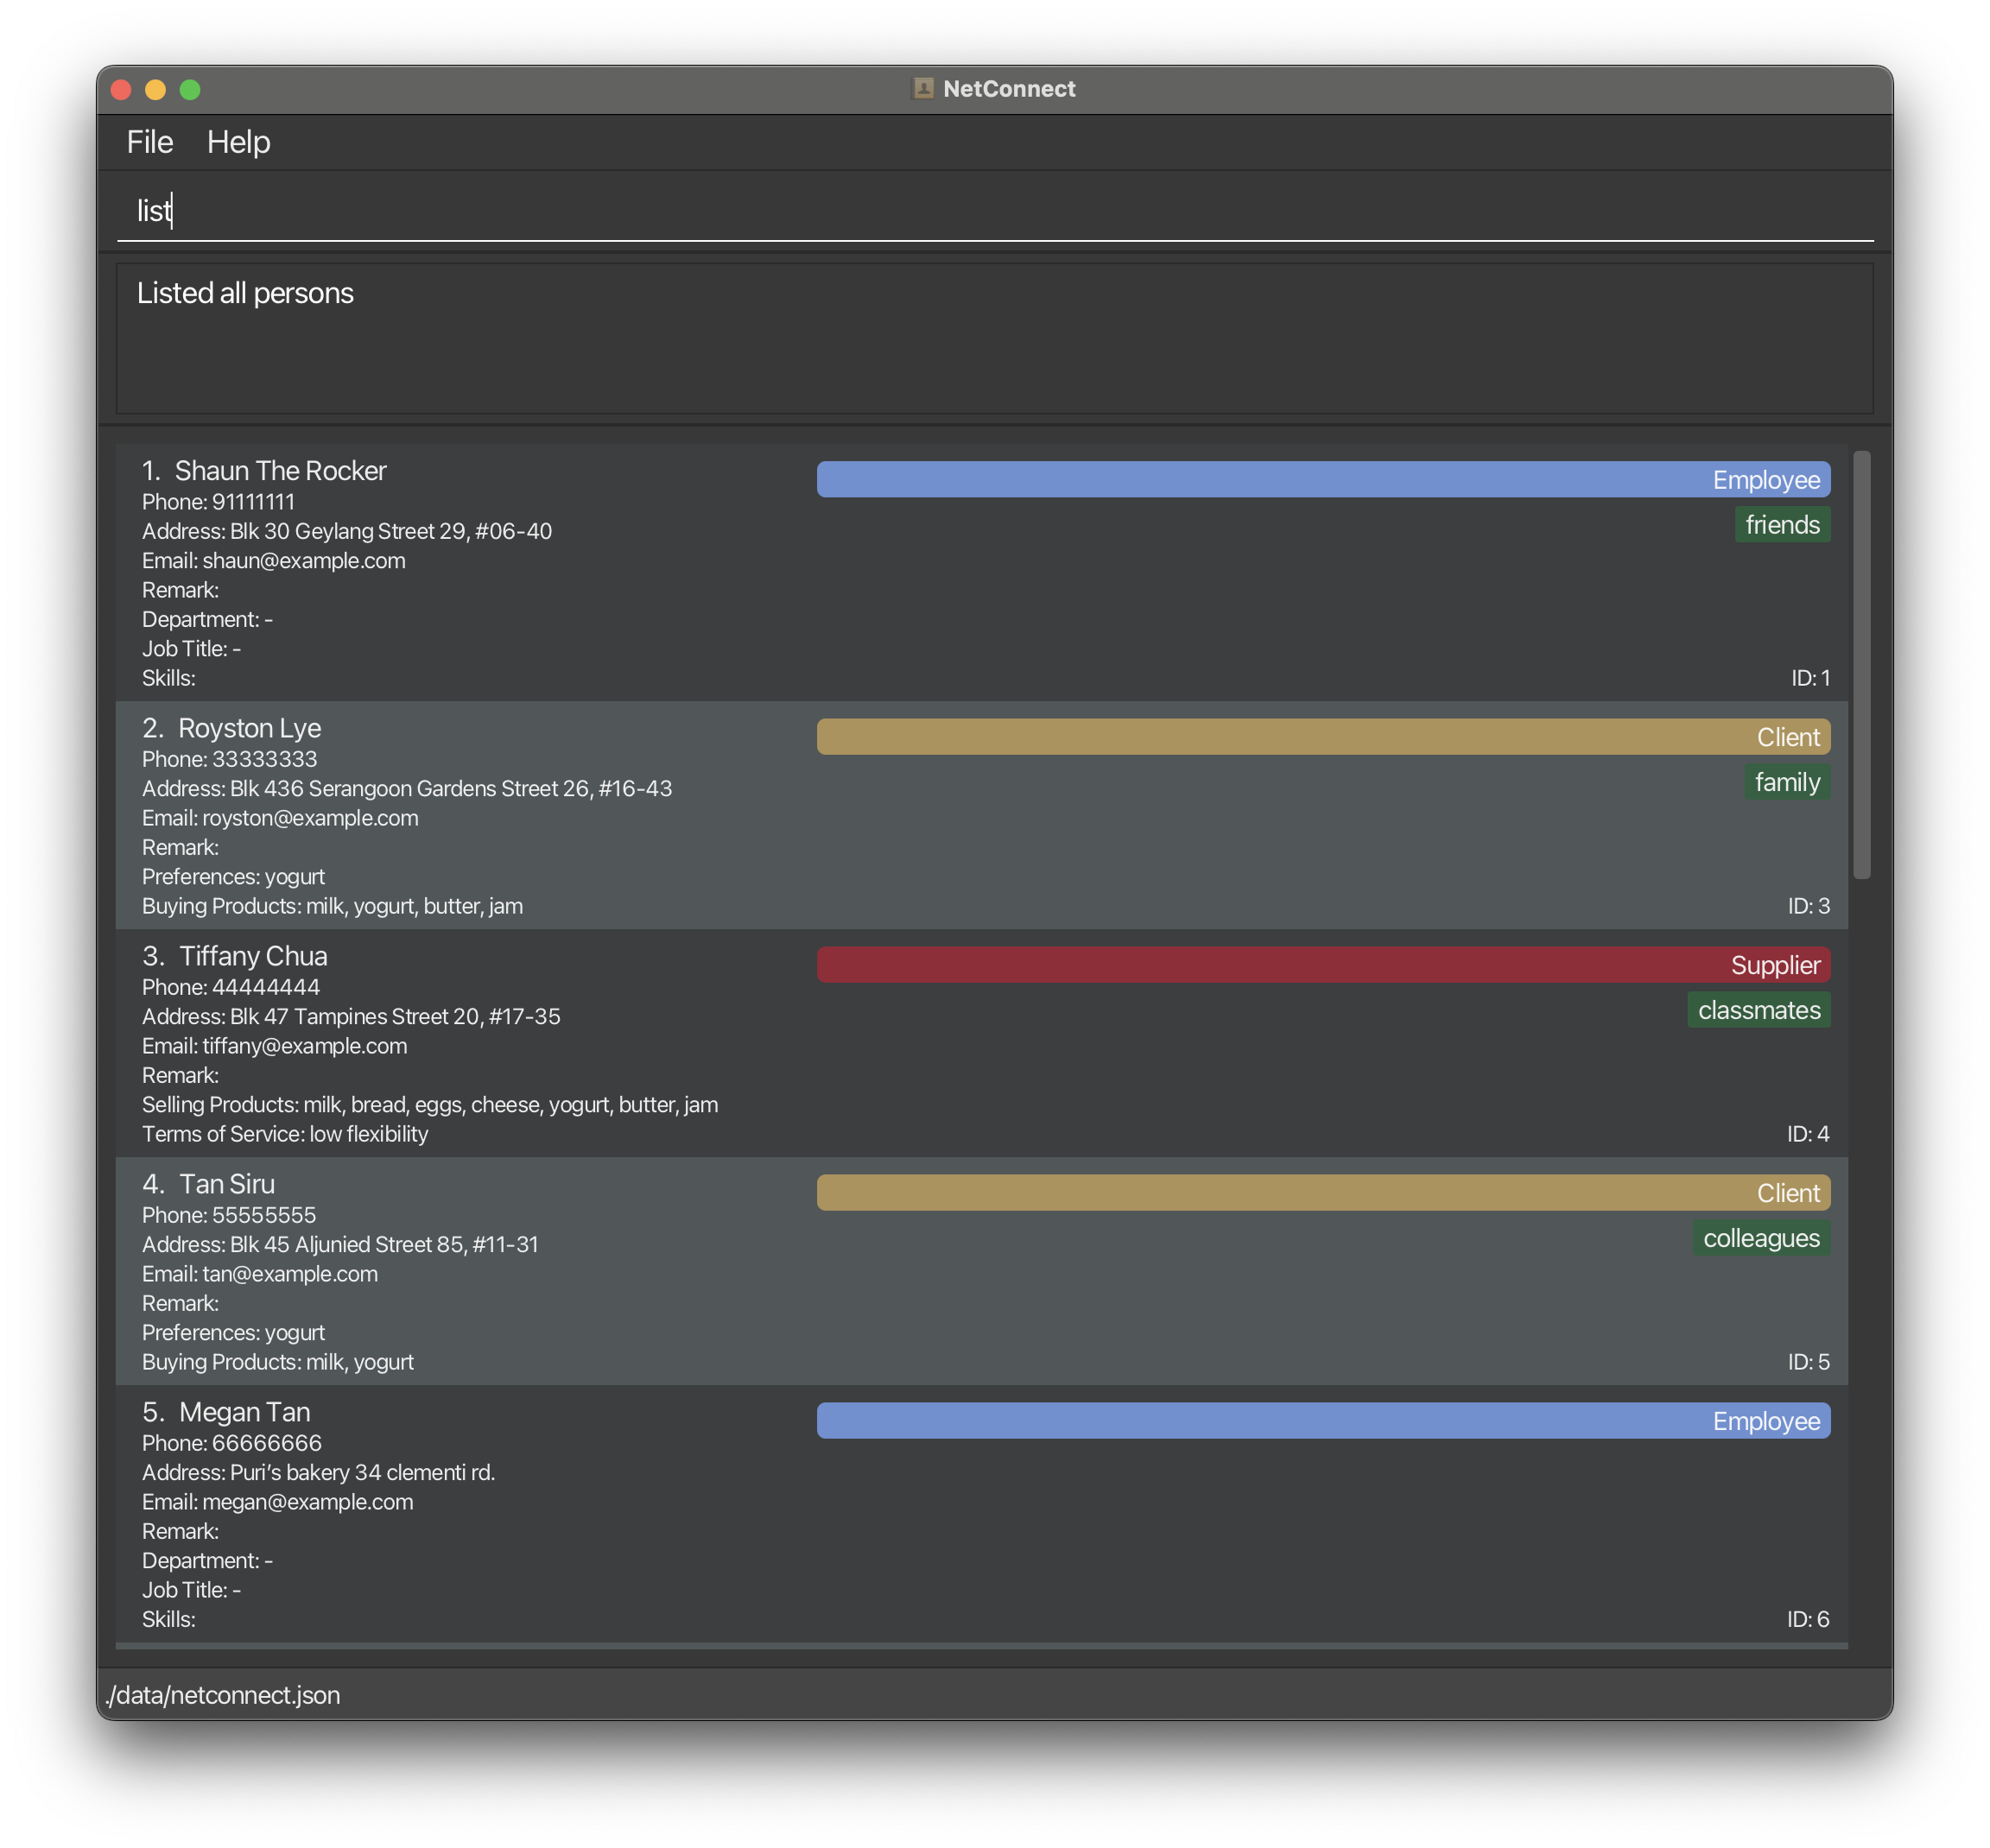 NetConnect
File Help
list
Listed all persons
1. Shaun The Rocker
Employee
Phone: 91111111
friends
Address: Blk 30 Geylang Street 29, #06-40
Email: shaun@example.com
Remark:
Department: -
Job Title: -
Skills:
ID: 1
2. Royston Lye
Client
Phone: 33333333
family
Address: Blk 436 Serangoon Gardens Street 26, #16-43
Email: royston@example.com
Remark:
Preferences: yogurt
Buying Products: milk, yogurt, butter, jam
ID: 3
3. Tiffany Chua
Supplier
Phone: 44444444
classmates
Address: Blk 47 Tampines Street 20, #17-35
Email: tiffany@example.com
Remark:
Selling Products: milk, bread, eggs, cheese, yogurt, butter, jam
Terms of Service: low flexibility
ID: 4
4. Tan Siru
Client
Phone: 55555555
colleagues
Address: Blk 45 Aljunied Street 85, #11-31
Email: tan@example.com
Remark:
Preferences: yogurt
Buying Products: milk, yogurt
ID: 5
5. Megan Tan
Employee
Phone: 66666666
Address: Puri's bakery 34 clementi rd.
Email: megan@example.com
Remark:
Department: -
Job Title: -
Skills:
ID: 6
./data/netconnect.json